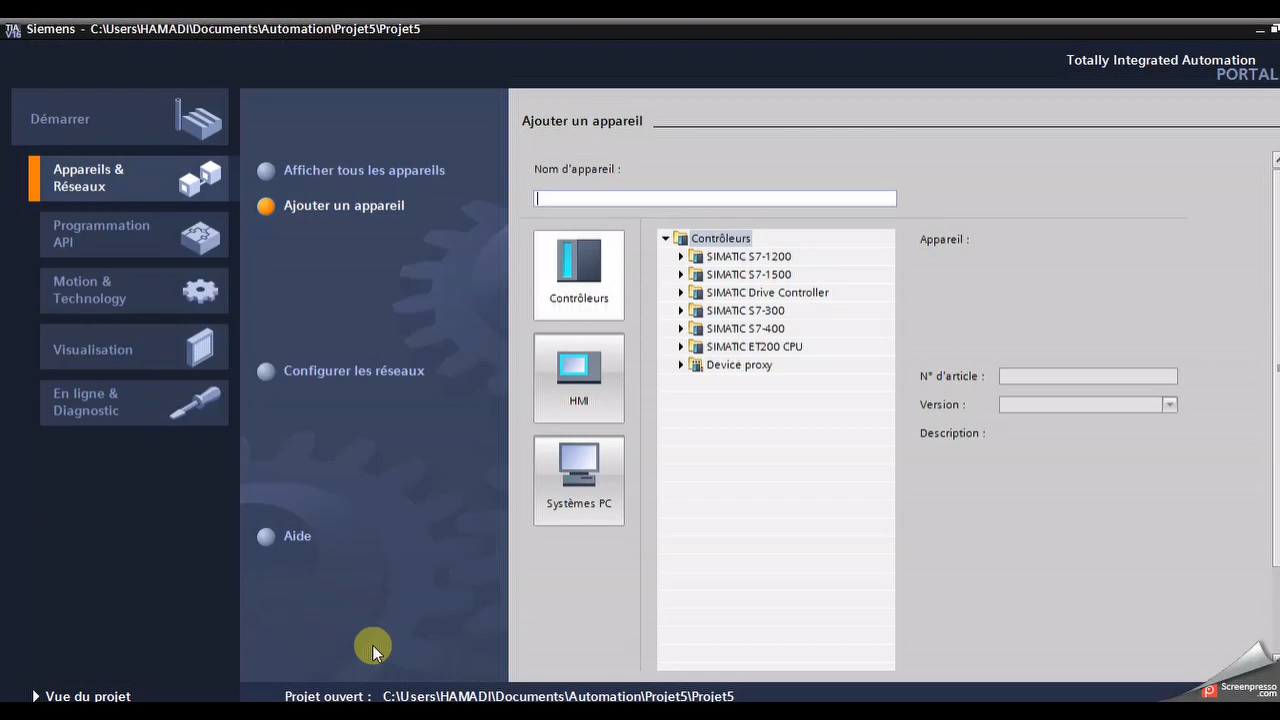 TIA
V16
Siemens - C:\Users\HAMADI\Documents\Automation\Projet5\Projet5
Totally Integrated Automation
PORTAL
Démarrer
Appareils &
Réseaux
Programmation
API
Motion &
Technology
Visualisation
En ligne &
Diagnostic
Vue du projet
Afficher tous les appareils
Ajouter un appareil
Configurer les réseaux
Aide
Ajouter un appareil
Nom d'appareil :
Contrôleurs
HMI
Systèmes PC
Contrôleurs
SIMATIC S7-1200
SIMATIC S7-1500
SIMATIC Drive Controller
SIMATIC S7-300
SIMATIC S7-400
SIMATIC ET200 CPU
Device proxy
Appareil :
N° d'article :
Version :
Description :
Projet ouvert : C:\Users\HAMADI\Documents\Automation\Projet5\Projet5
Screenpresso
.com